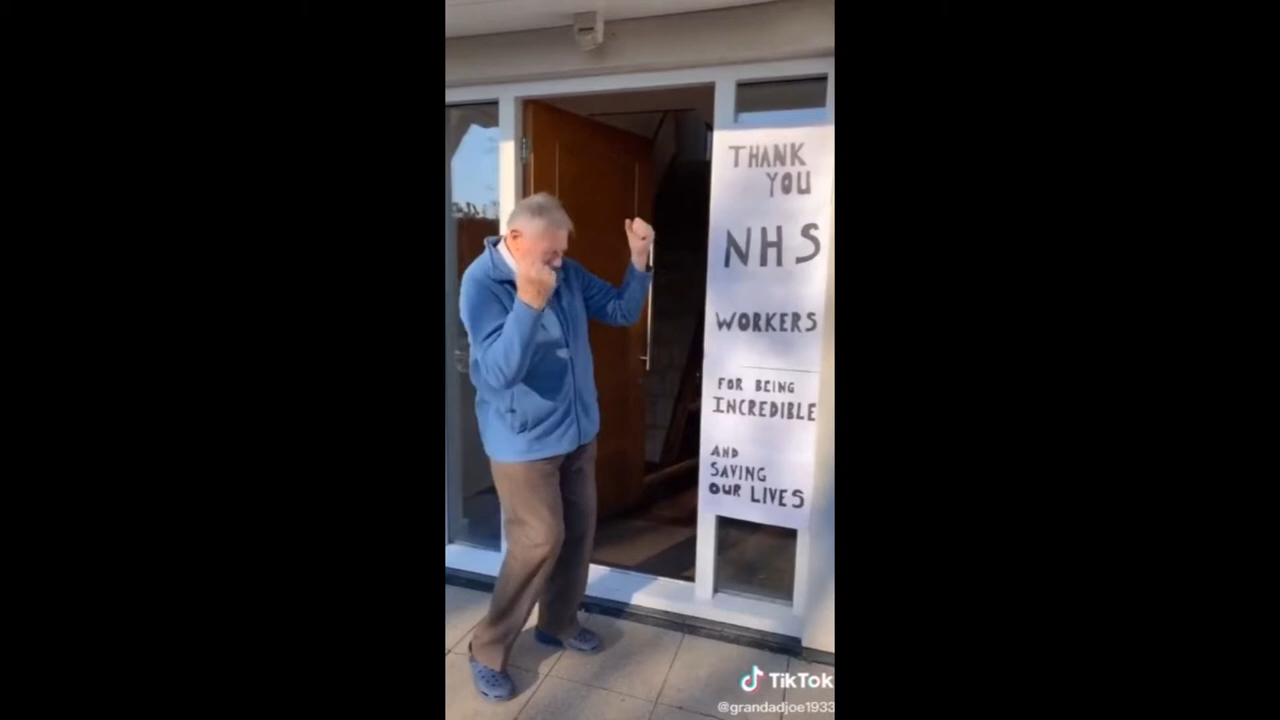 THANK
YOU
NHS
WORKERS
FOR BEING
INCREDIBLE
AND
SAVING
OUR LIVES
TikTok
@grandadjoe1933